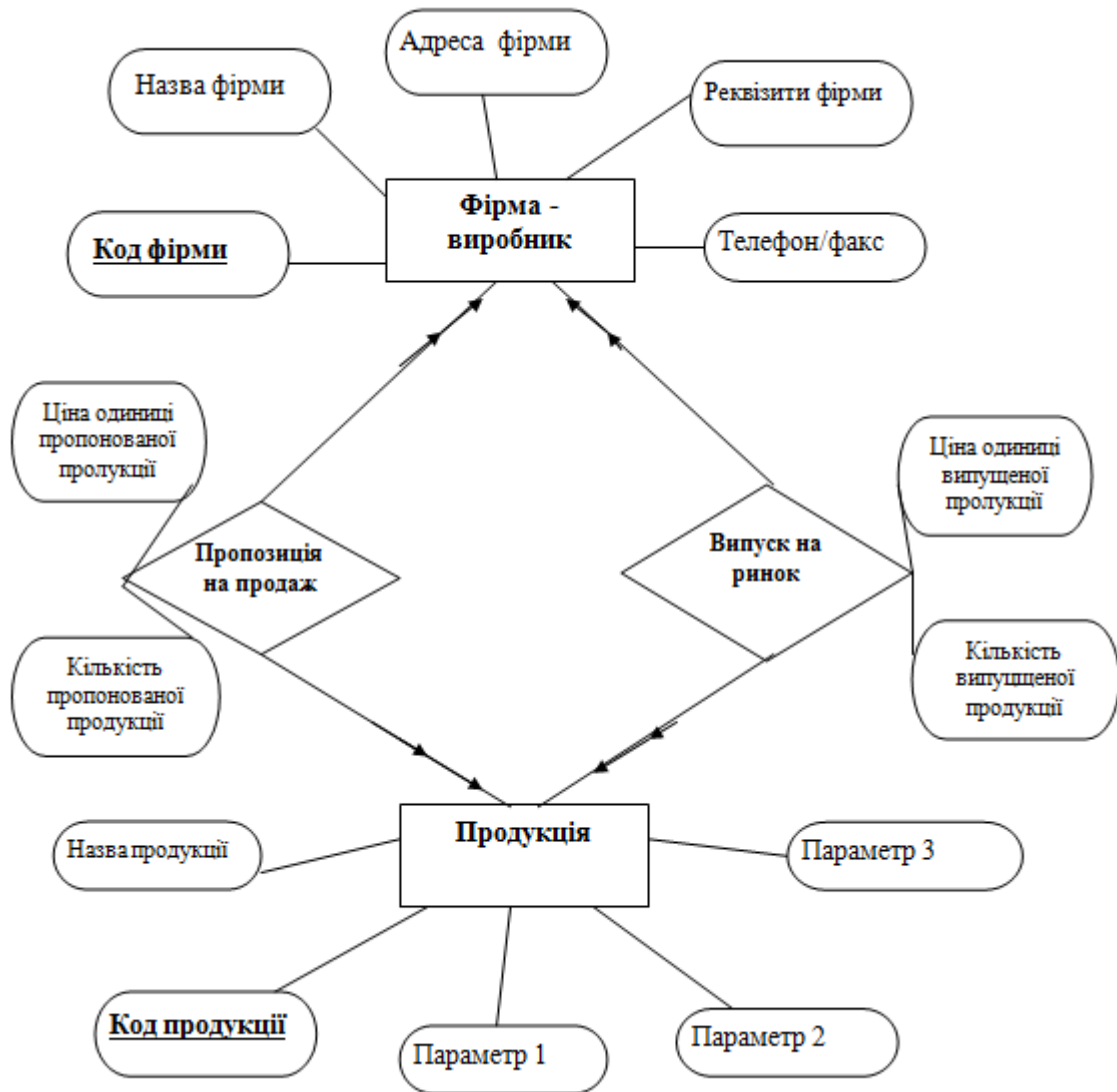 Адреса фірми
Назва фірми
Реквізити фірми
Фірма -
виробник
Код фірми
Телефон/факс
Ціна одиниці
пропонованої
пролукції
Ціна одиниці
випущеної
пролукції
Пропозиція
на продаж
Випуск на
ринок
Кількість
пропонованої
продукції
Кількість
випуццщеної
продукції
Продукція
Назва продукції
Параметр 3
Код продукції
Параметр 1
Параметр 2